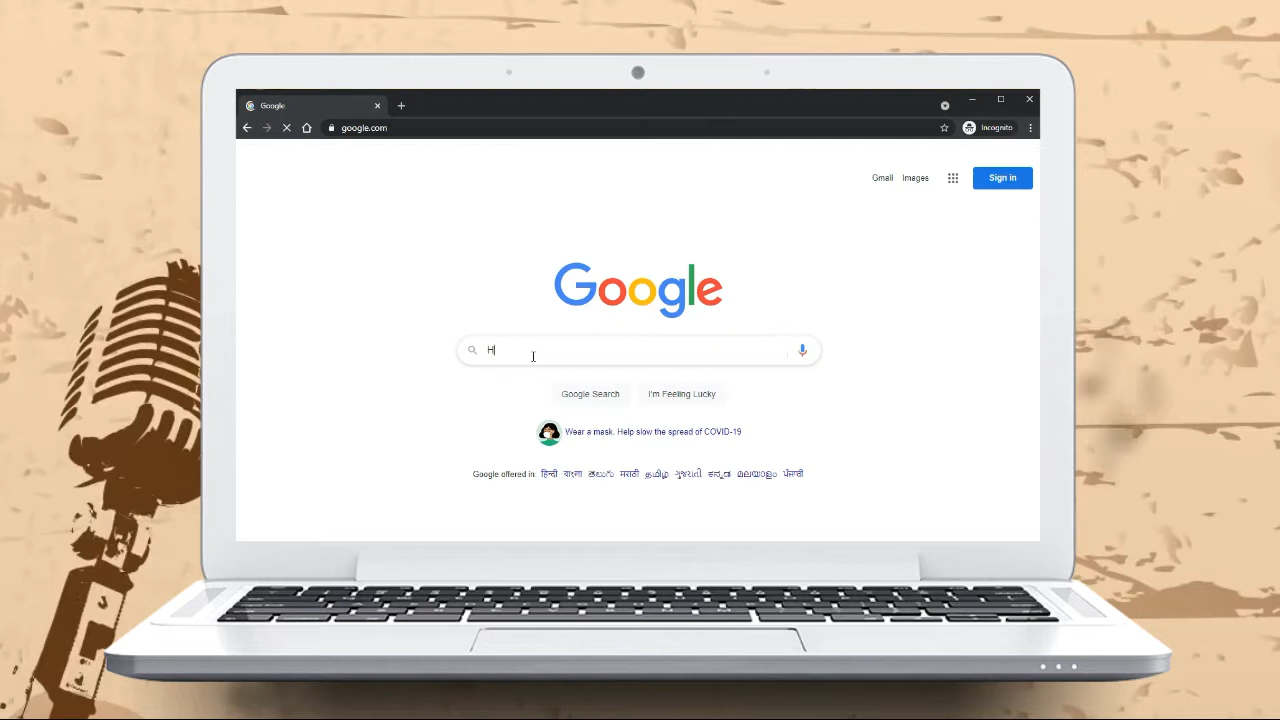 Google
google.com
Incognito
Gmail Images
Sign in
Google
H
Google Search I'm Feeling Lucky
Wear a mask. Help slow the spread of COVID-19
Google offered in: हिन्दी বাংলা తెలుగు मराठी தமிழ் ગુજરાતી ಕನ್ನಡ മലയാളം ਪੰਜਾਬੀ